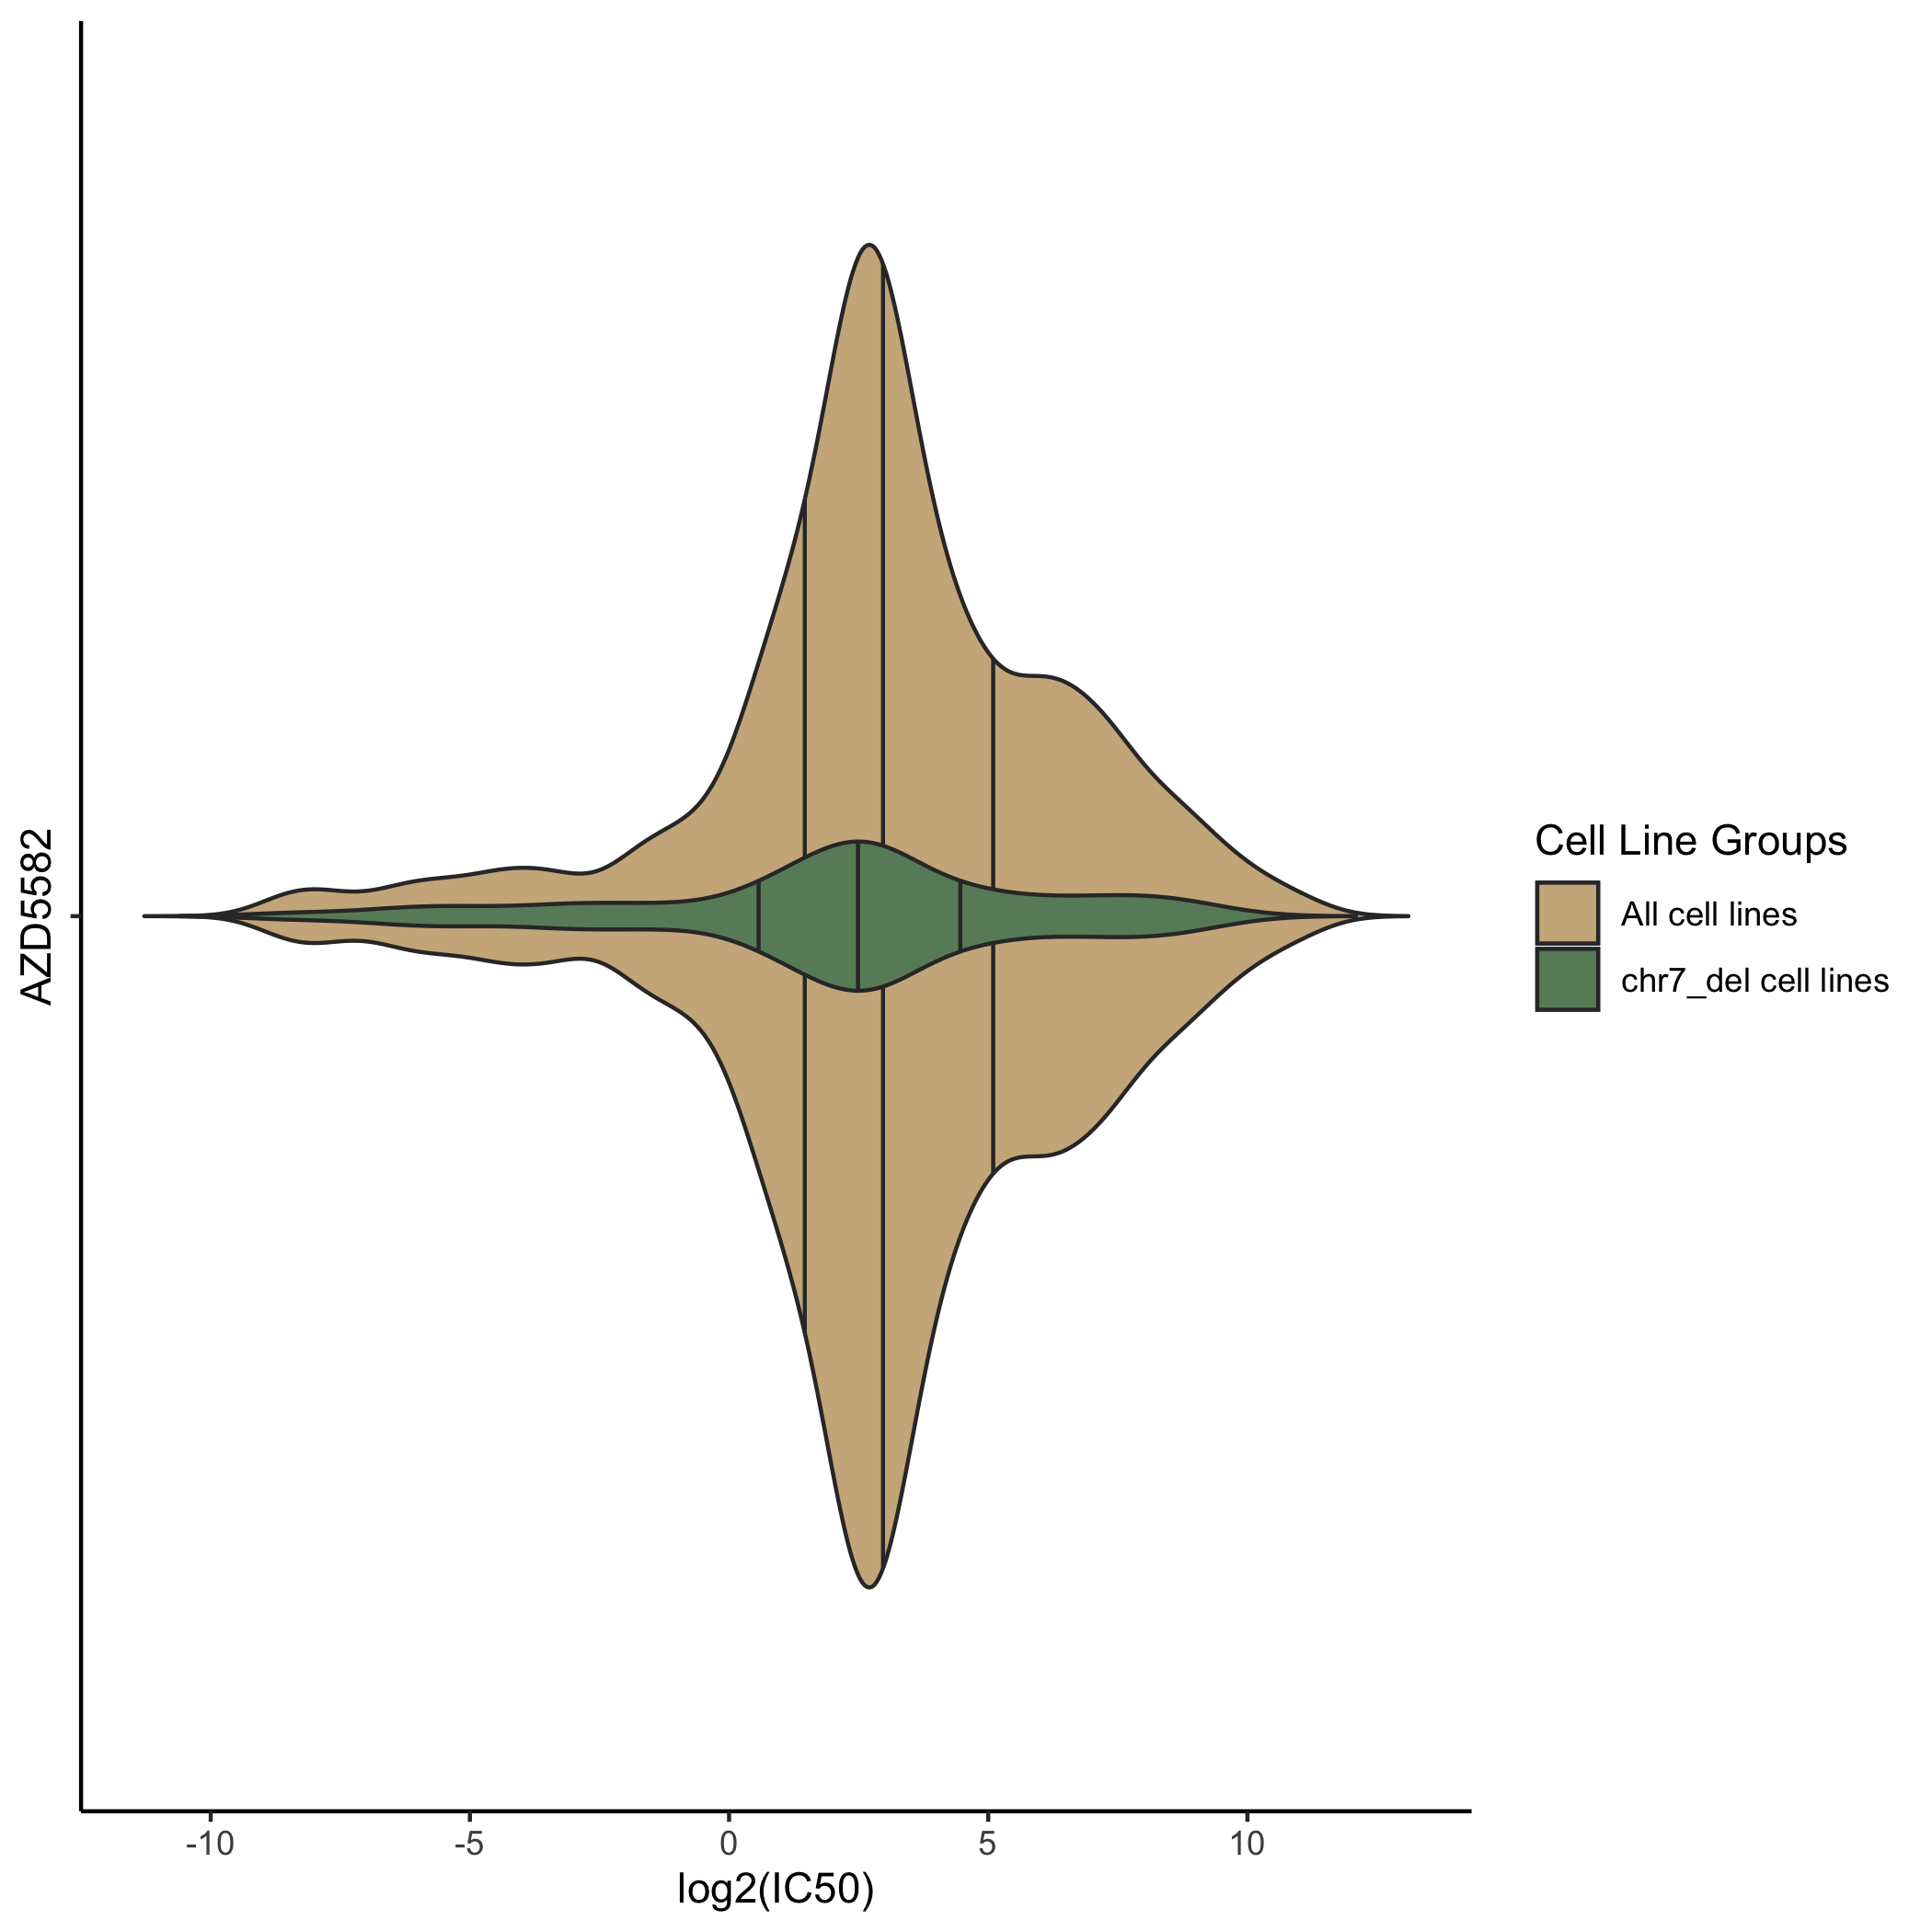 AZD5582
Cell Line Groups
All cell lines
chr7_del cell lines
-10
-5
0
5
10
log2(IC50)